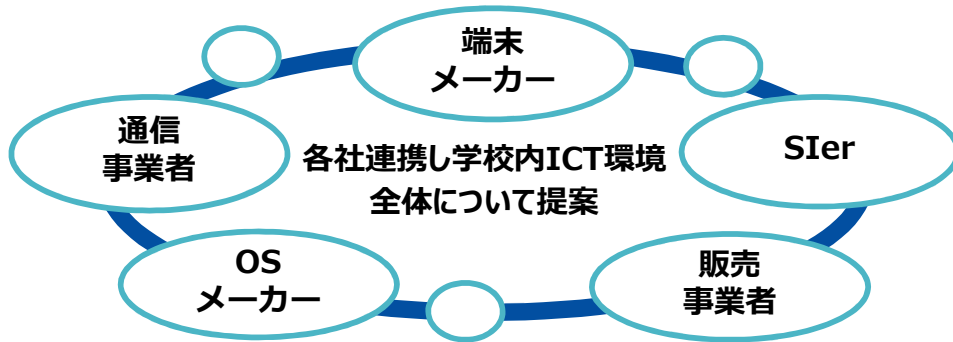 端末
メーカー
通信
事業者
各社連携し学校内ICT環境
全体について提案
SIer
OS
メーカー
販売
事業者